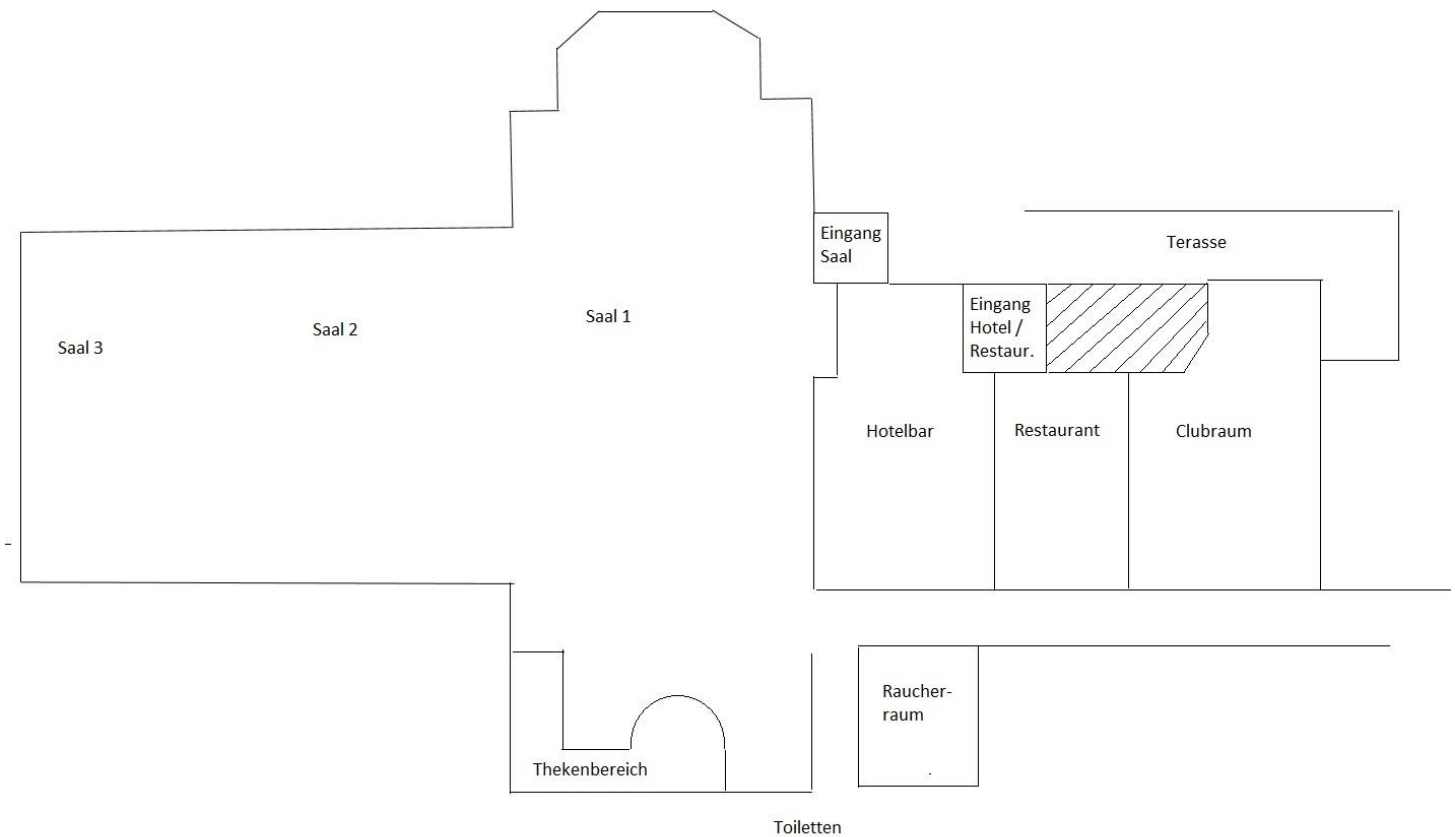 Eingang
Saal
Terasse
Eingang
Hotel /
Restaur.
Saal 1
Saal 2
Saal 3
Hotelbar
Restaurant
Clubraum
Raucher-
raum
Thekenbereich
Toiletten